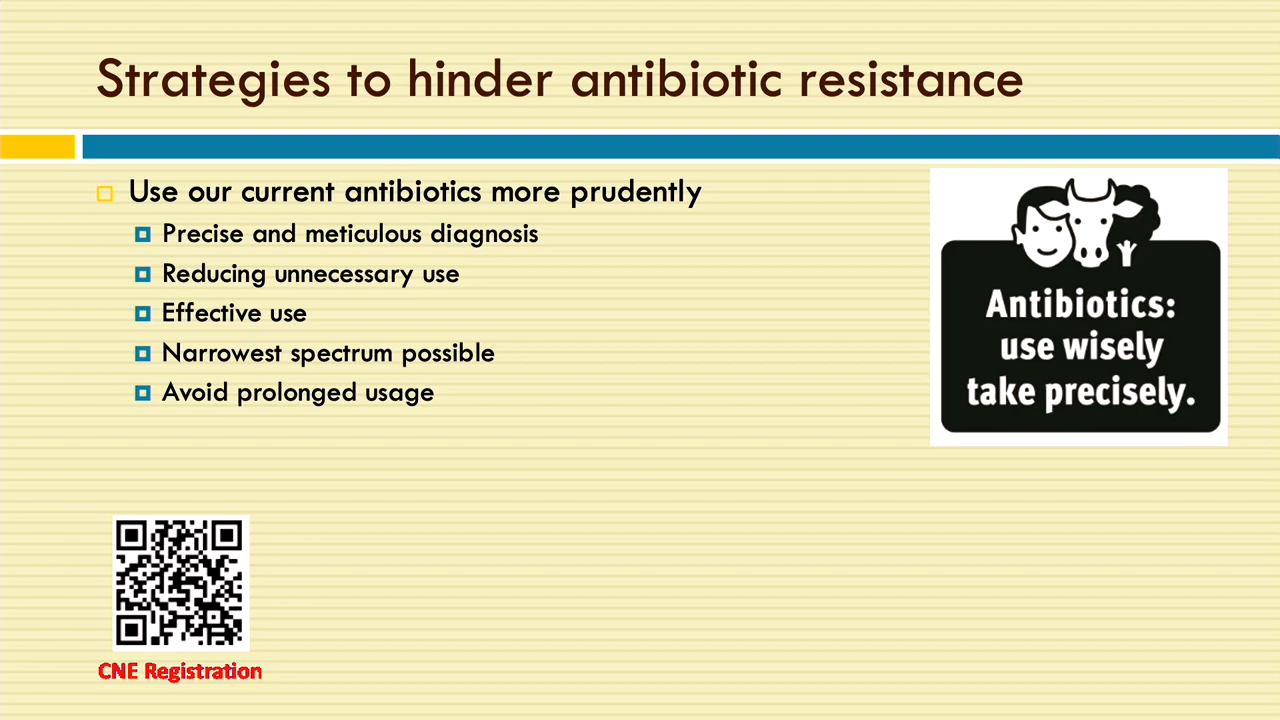 Strategies to hinder antibiotic resistance
Use our current antibiotics more prudently
Precise and meticulous diagnosis
Reducing unnecessary use
Effective use
Narrowest spectrum possible
Avoid prolonged usage
Antibiotics:
use wisely
take precisely.
CNE Registration